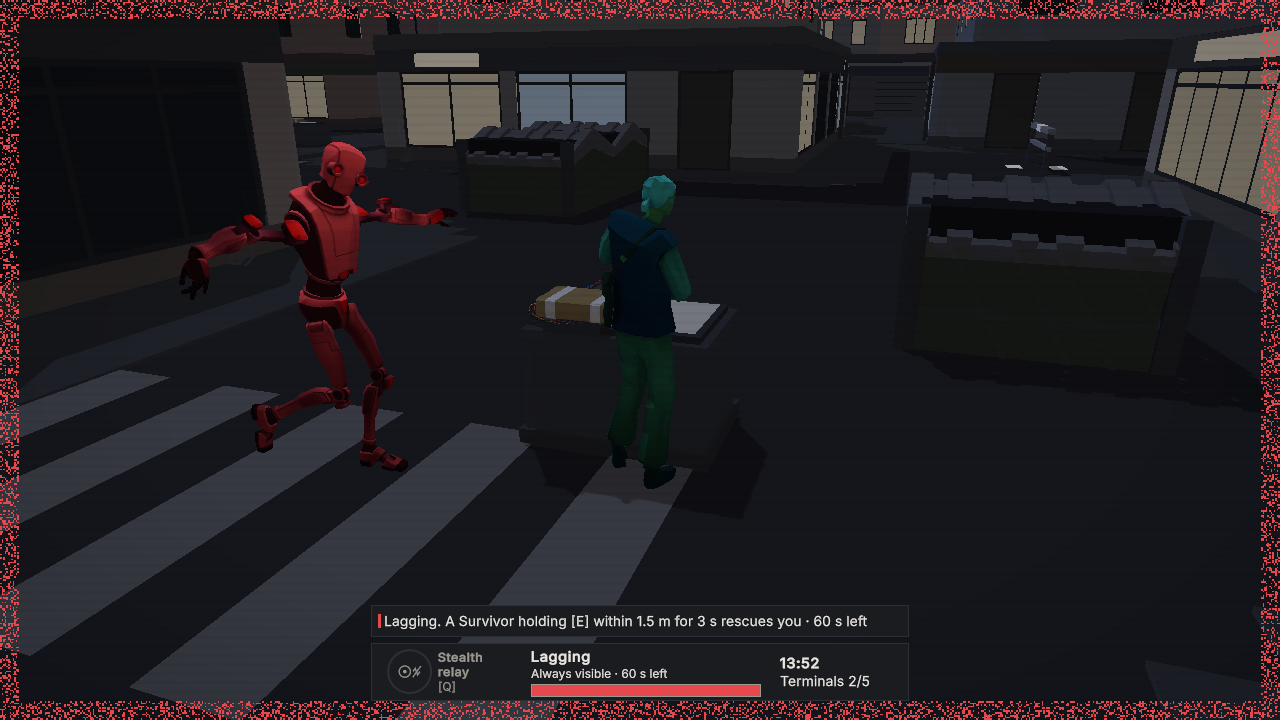 Lagging. A Survivor holding [E] within 1.5 m for 3 s rescues you · 60 s left
Stealth
relay
[Q]
Lagging
Always visible · 60 s left
13:52
Terminals 2/5